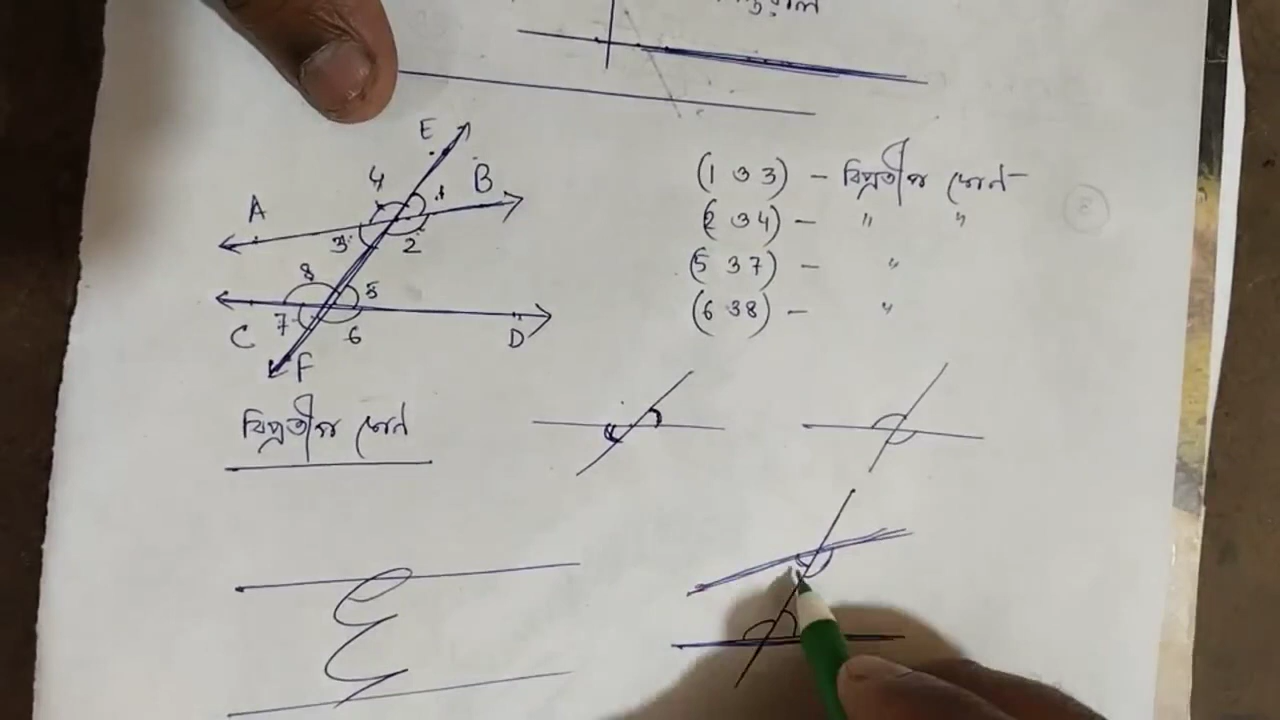 E
4 1 B
A
3 2
8 5
C 7 6 D
F
(1 ও 3) – বিপ্রতীপ কোন
(2 ও 4) – " "
(5 ও 7) – "
(6 ও 8) – "
বিপ্রতীপ কোন